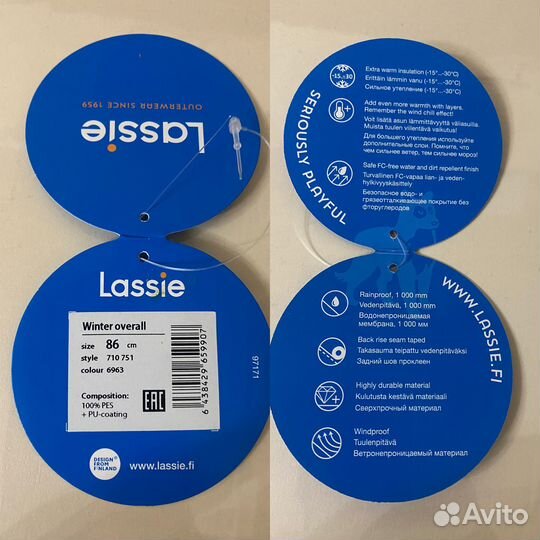 Lassie
OUTERWEAR SINCE 1959
Lassie
Winter overall
size 86 cm
style 710 751
colour 6963
Composition:
100% PES
+ PU-coating
EAC
6 438429 659907
97171
DESIGN
FROM
FINLAND
www.lassie.fi
SERIOUSLY PLAYFUL
-15...-30
Extra warm insulation (-15°...-30°C)
Erittäin lämmin vanu (-15°...-30°C)
Сильное утепление (-15°...-30°C)
Add even more warmth with layers.
Remember the wind chill effect!
Voit lisätä asun lämmittävyyttä väliasuilla.
Muista tuulen viilentävä vaikutus!
Для большего утепления используйте
дополнительные слои. Помните, что
чем сильнее ветер, тем сильнее мороз!
Safe FC-free water and dirt repellent finish
Turvallinen FC-vapaa lian- ja veden-
hylkivyyskäsittely
Безопасное водо- и
грязеотталкивающее покрытие без
фторуглеродов
WWW.LASSIE.FI
Rainproof, 1 000 mm
Vedenpitävä, 1 000 mm
Водонепроницаемая
мембрана, 1 000 мм
Back rise seam taped
Takasauma teipattu vedenpitäväksi
Задний шов проклеен
Highly durable material
Kulutusta kestävä materiaali
Сверхпрочный материал
Windproof
Tuulenpitävä
Ветронепроницаемый материал
Avito